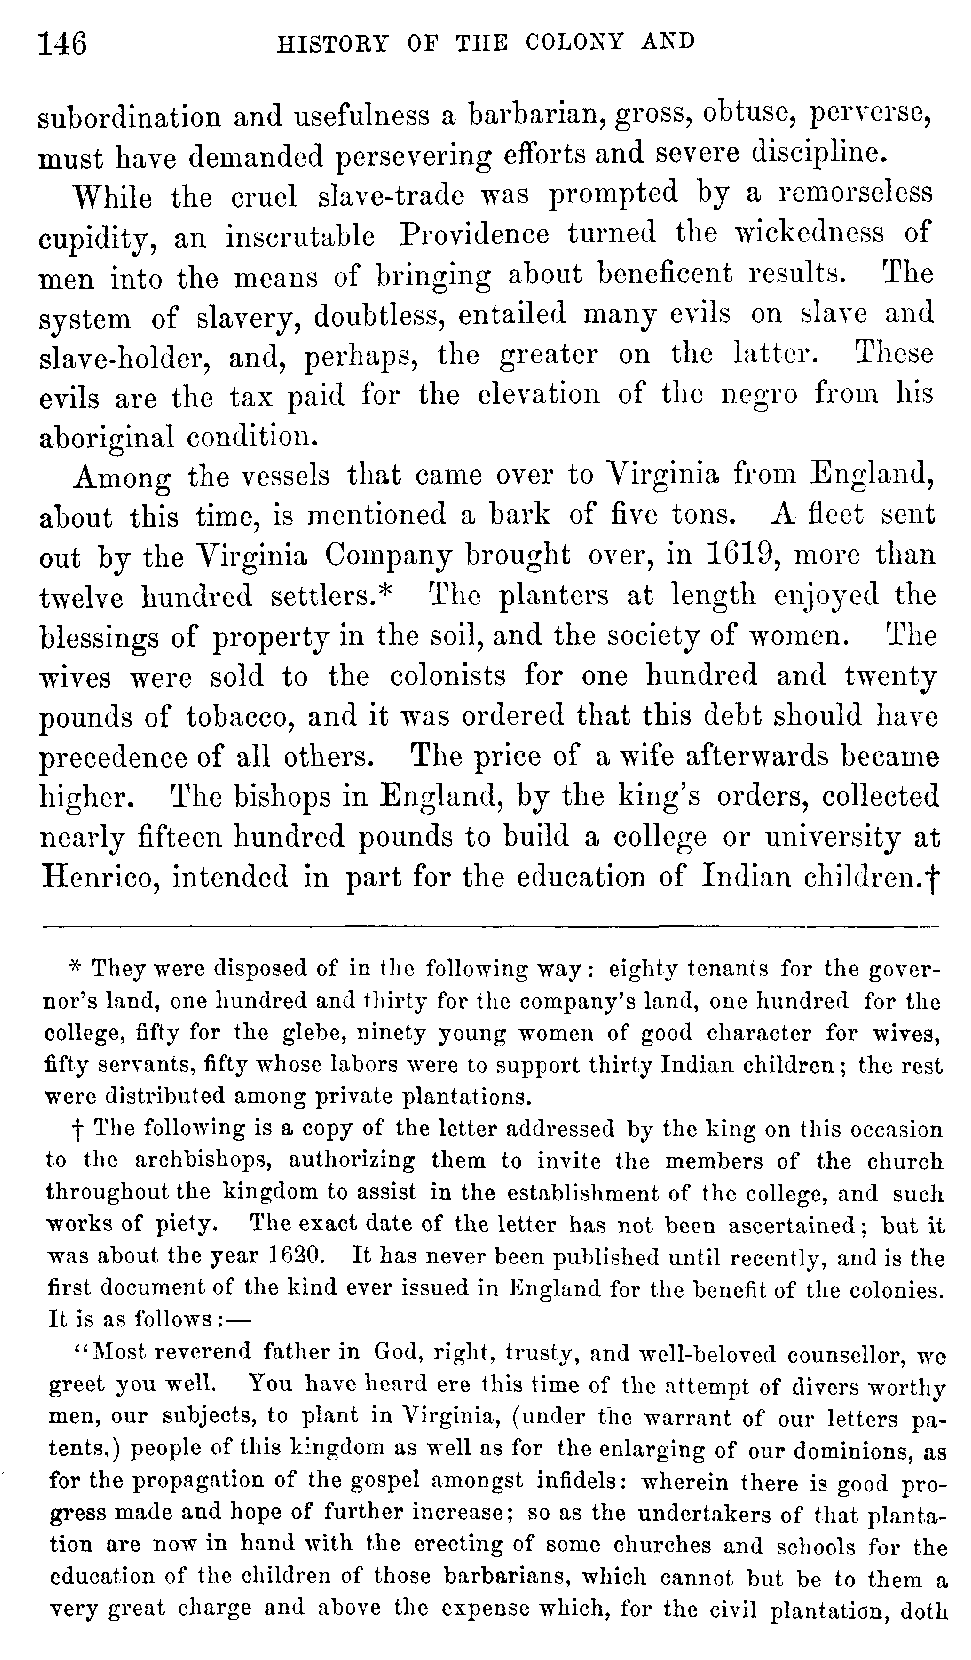 146 HISTORY OF THE COLONY AND
subordination and usefulness a barbarian, gross, obtuse, perverse,
must have demanded persevering efforts and severe discipline.
While the cruel slave-trade was prompted by a remorseless
cupidity, an inscrutable Providence turned the wickedness of
men into the means of bringing about beneficent results. The
system of slavery, doubtless, entailed many evils on slave and
slave-holder, and, perhaps, the greater on the latter. These
evils are the tax paid for the elevation of the negro from his
aboriginal condition.
Among the vessels that came over to Virginia from England,
about this time, is mentioned a bark of five tons. A fleet sent
out by the Virginia Company brought over, in 1619, more than
twelve hundred settlers.* The planters at length enjoyed the
blessings of property in the soil, and the society of women. The
wives were sold to the colonists for one hundred and twenty
pounds of tobacco, and it was ordered that this debt should have
precedence of all others. The price of a wife afterwards became
higher. The bishops in England, by the king's orders, collected
nearly fifteen hundred pounds to build a college or university at
Henrico, intended in part for the education of Indian children.†
* They were disposed of in the following way: eighty tenants for the gover-
nor's land, one hundred and thirty for the company's land, one hundred for the
college, fifty for the glebe, ninety young women of good character for wives,
fifty servants, fifty whose labors were to support thirty Indian children; the rest
were distributed among private plantations.
† The following is a copy of the letter addressed by the king on this occasion
to the archbishops, authorizing them to invite the members of the church
throughout the kingdom to assist in the establishment of the college, and such
works of piety. The exact date of the letter has not been ascertained; but it
was about the year 1620. It has never been published until recently, and is the
first document of the kind ever issued in England for the benefit of the colonies.
It is as follows:—
"Most reverend father in God, right, trusty, and well-beloved counsellor, we
greet you well. You have heard ere this time of the attempt of divers worthy
men, our subjects, to plant in Virginia, (under the warrant of our letters pa-
tents,) people of this kingdom as well as for the enlarging of our dominions, as
for the propagation of the gospel amongst infidels: wherein there is good pro-
gress made and hope of further increase; so as the undertakers of that planta-
tion are now in hand with the erecting of some churches and schools for the
education of the children of those barbarians, which cannot but be to them a
very great charge and above the expense which, for the civil plantation, doth